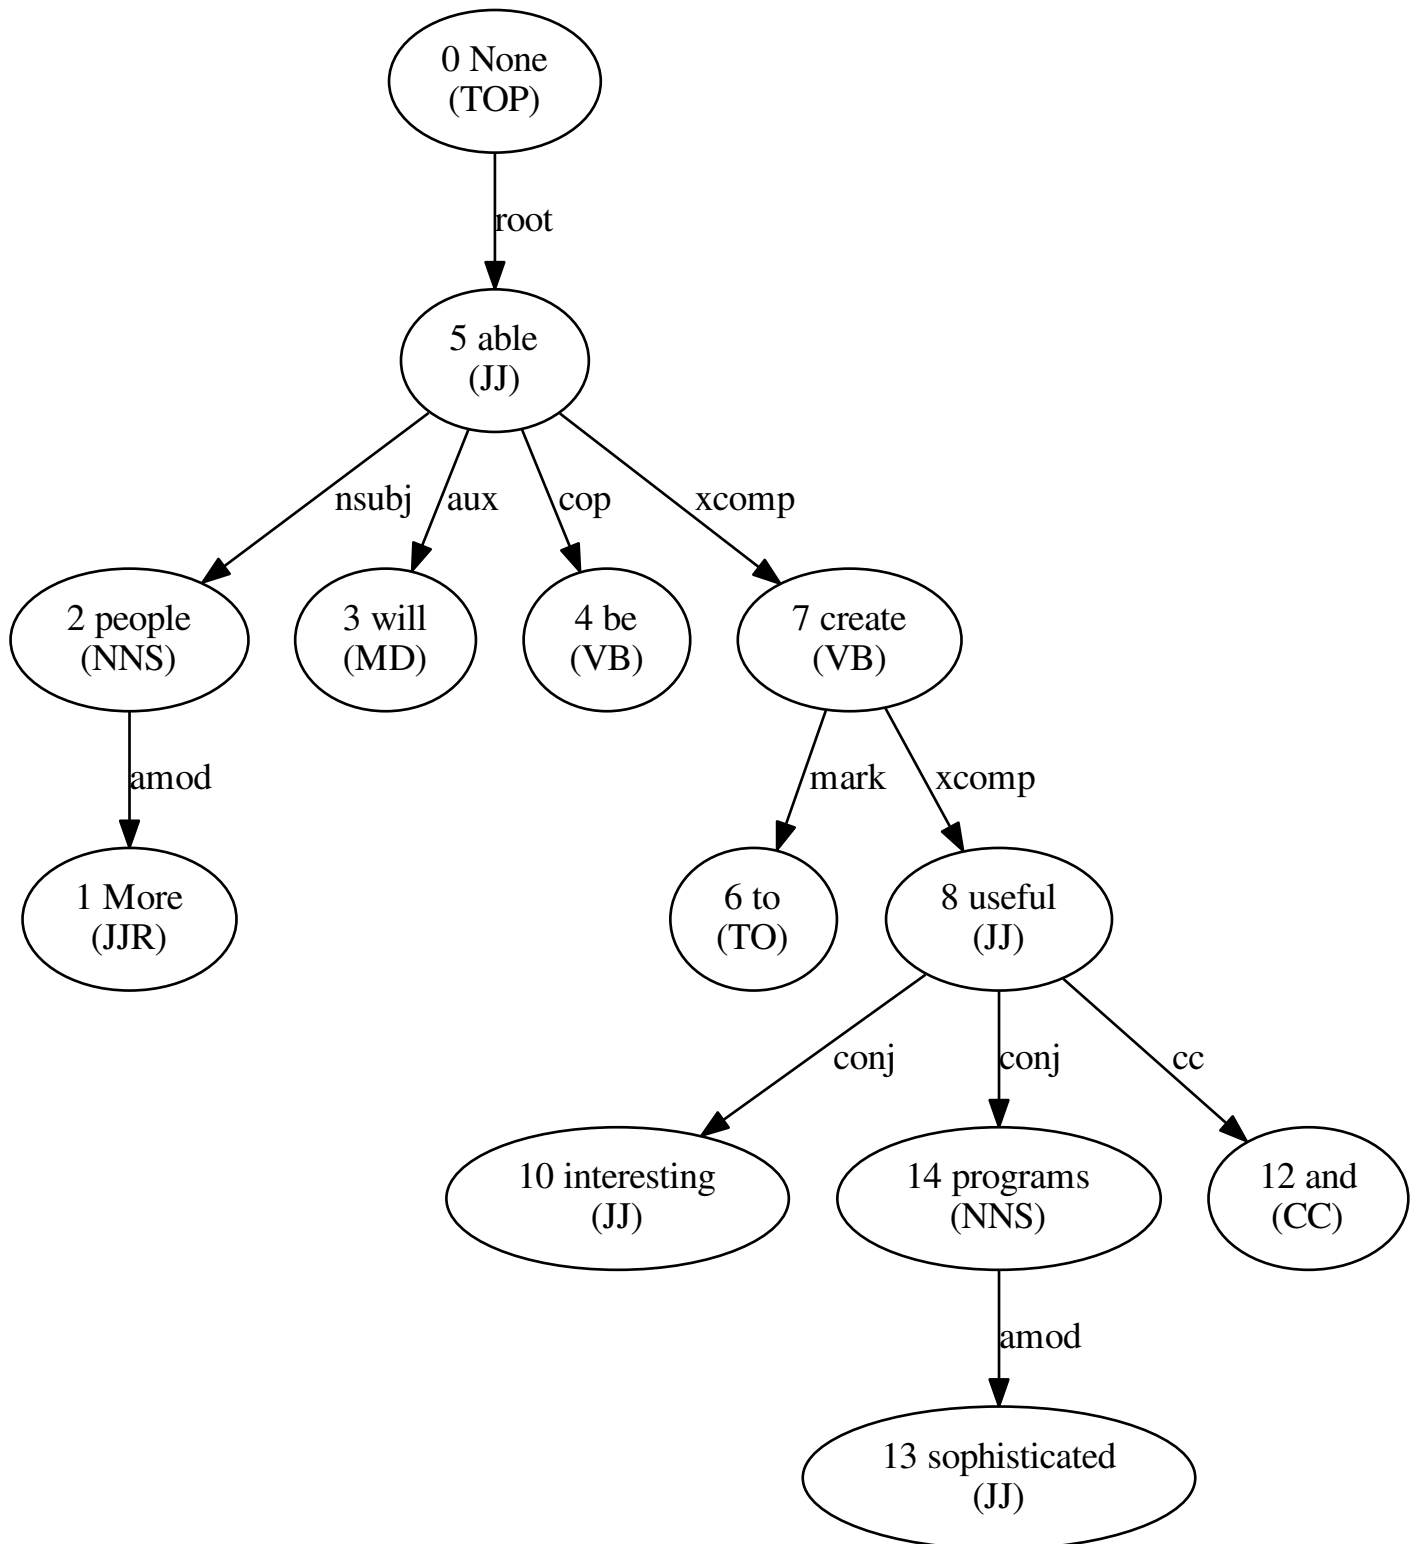 0 None
(TOP)
root
5 able
(JJ)
nsubj
aux
cop
xcomp
2 people
(NNS)
3 will
(MD)
4 be
(VB)
7 create
(VB)
amod
mark
xcomp
1 More
(JJR)
6 to
(TO)
8 useful
(JJ)
conj
conj
cc
10 interesting
(JJ)
14 programs
(NNS)
12 and
(CC)
amod
13 sophisticated
(JJ)